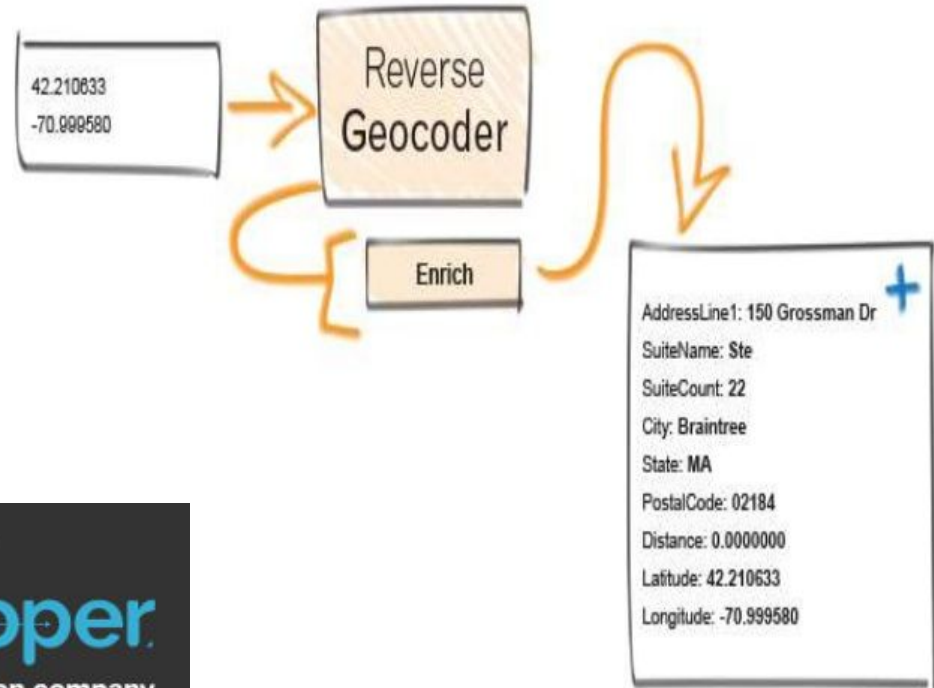 42.210633
-70.999580
Reverse
Geocoder
Enrich
AddressLine1: 150 Grossman Dr
SuiteName: Ste
SuiteCount: 22
City: Braintree
State: MA
PostalCode: 02184
Distance: 0.0000000
Latitude: 42.210633
Longitude: -70.999580
company